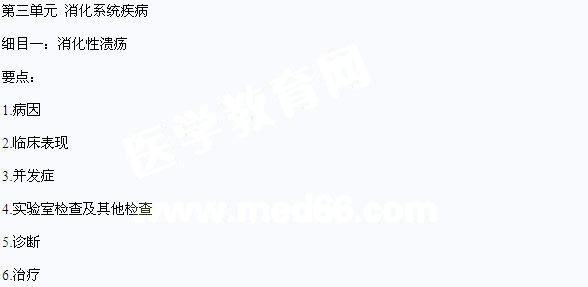 第三单元 消化系统疾病
细目一：消化性溃疡
要点：
1.病因
2.临床表现
3.并发症
4.实验室检查及其他检查
5.诊断
6.治疗
医学教育网
www.med66.com